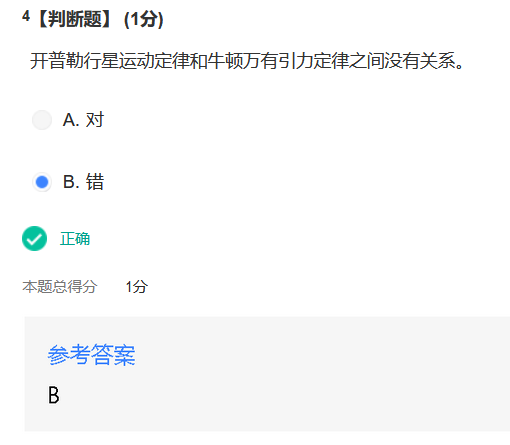 4【判断题】 (1分)
开普勒行星运动定律和牛顿万有引力定律之间没有关系。
A. 对
B. 错
正确
本题总得分 1分
参考答案
B